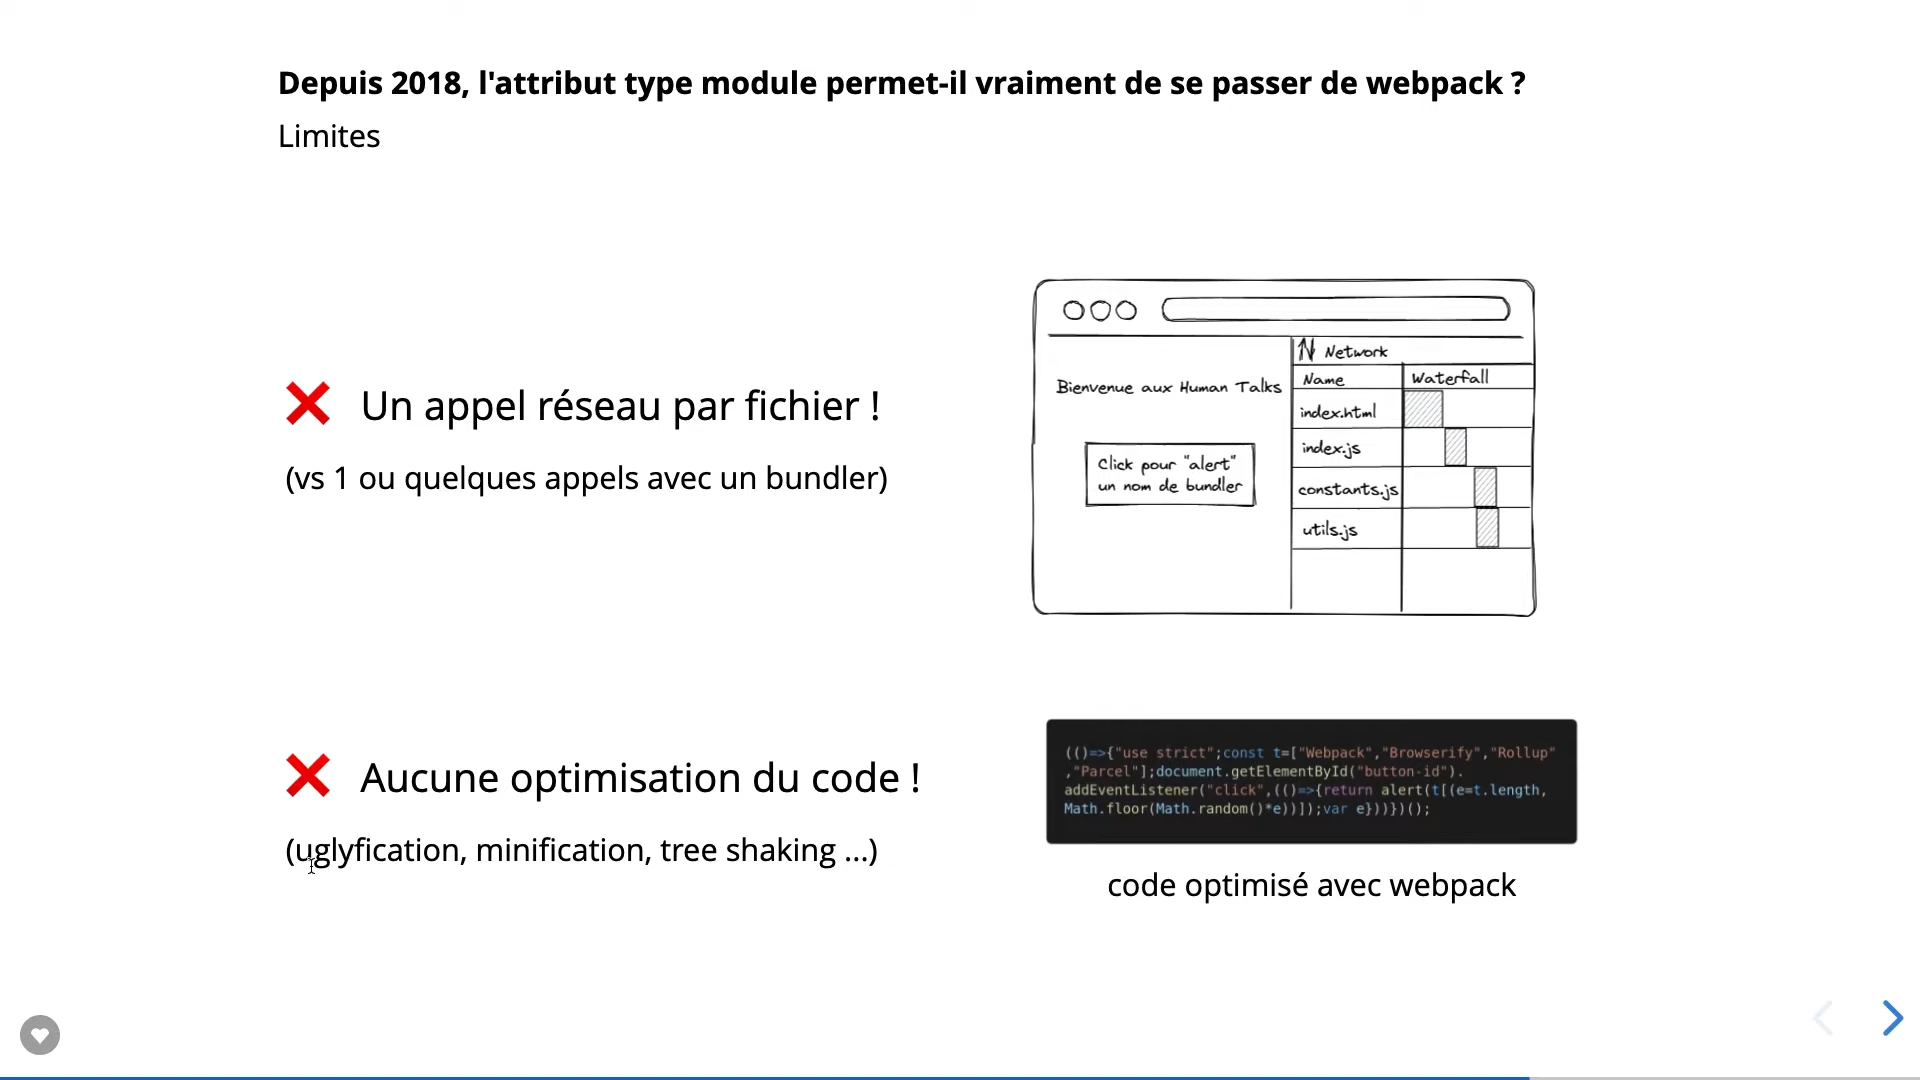 Depuis 2018, l'attribut type module permet-il vraiment de se passer de webpack ?
Limites
❌ Un appel réseau par fichier !
(vs 1 ou quelques appels avec un bundler)
Bienvenue aux Human Talks
Click pour "alert"
un nom de bundler
Network
Name Waterfall
index.html
index.js
constants.js
utils.js
❌ Aucune optimisation du code !
(uglyfication, minification, tree shaking ...)
(()=>{"use strict";const t=["Webpack","Browserify","Rollup"
,"Parcel"];document.getElementById("button-id").
addEventListener("click",(()=>{return alert(t[(e=t.length,
Math.floor(Math.random()*e))]);var e}))})();
code optimisé avec webpack